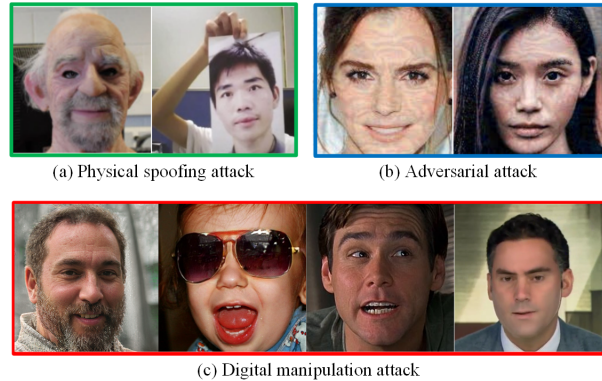 (a) Physical spoofing attack
(b) Adversarial attack
(c) Digital manipulation attack